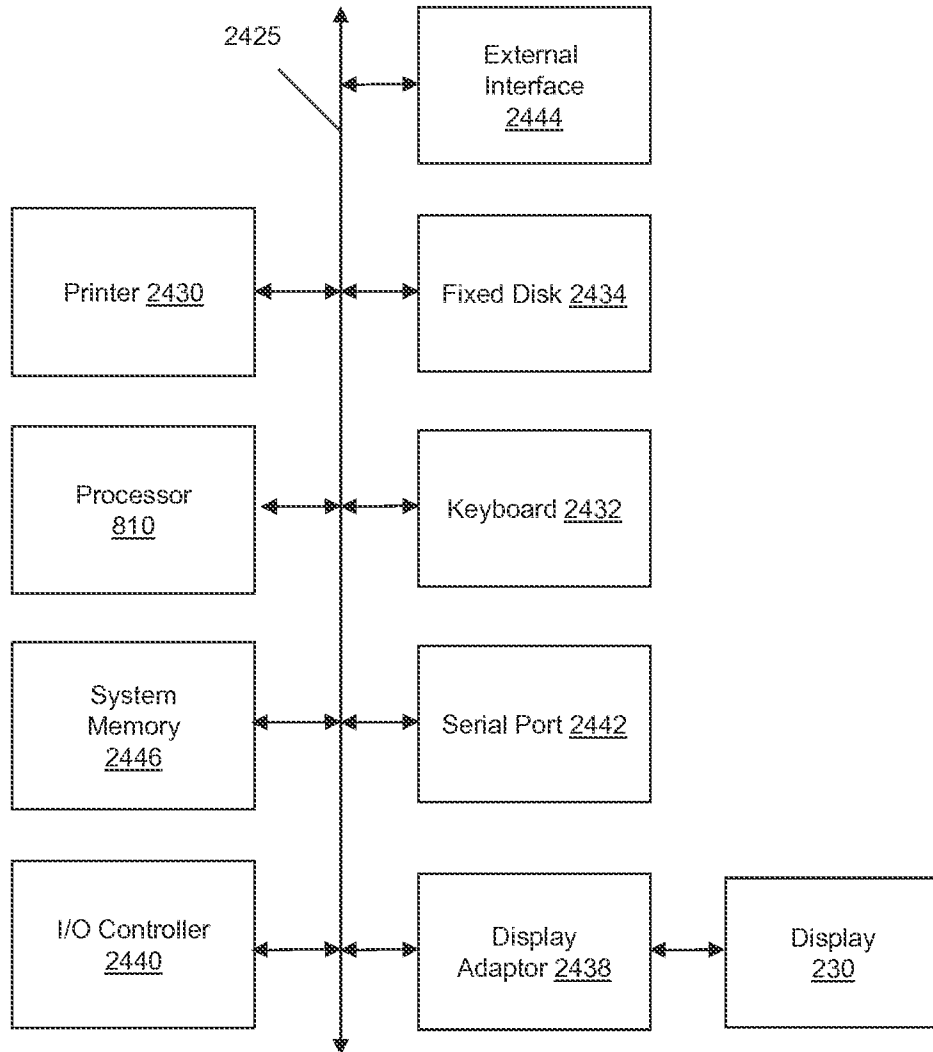 2425
External
Interface
2444
Printer 2430
Fixed Disk 2434
Processor
810
Keyboard 2432
System
Memory
2446
Serial Port 2442
I/O Controller
2440
Display
Adaptor 2438
Display
230